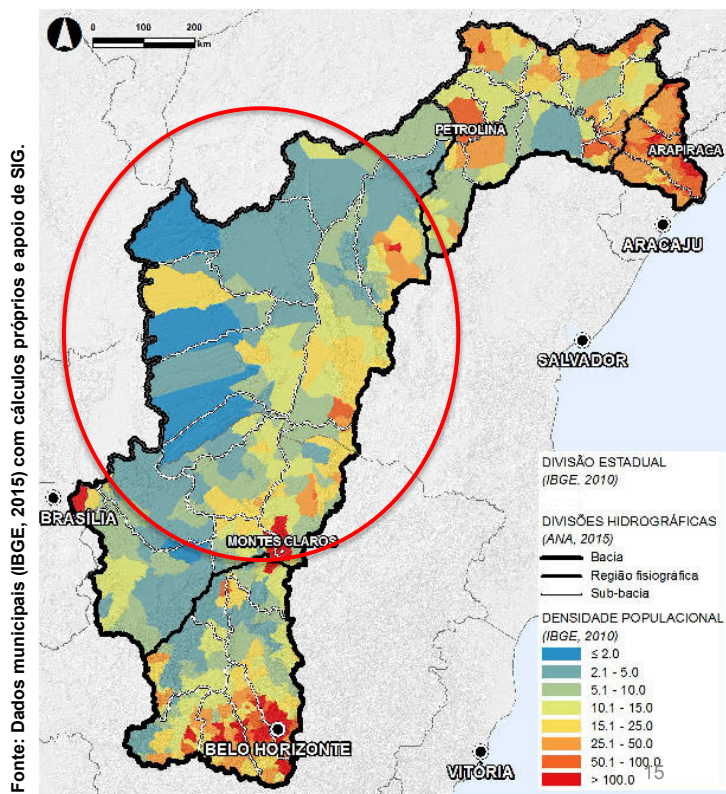 Fonte: Dados municipais (IBGE, 2015) com cálculos próprios e apoio de SIG.
0 100 200
km
PETROLINA
ARAPIRACA
ARACAJU
SALVADOR
BRASÍLIA
MONTES CLAROS
BELO HORIZONTE
VITÓRIA
DIVISÃO ESTADUAL
(IBGE, 2010)
DIVISÕES HIDROGRÁFICAS
(ANA, 2015)
Bacia
Região fisiográfica
Sub-bacia
DENSIDADE POPULACIONAL
(IBGE, 2010)
≤ 2.0
2.1 - 5.0
5.1 - 10.0
10.1 - 15.0
15.1 - 25.0
25.1 - 50.0
50.1 - 100.0
> 100.0
15